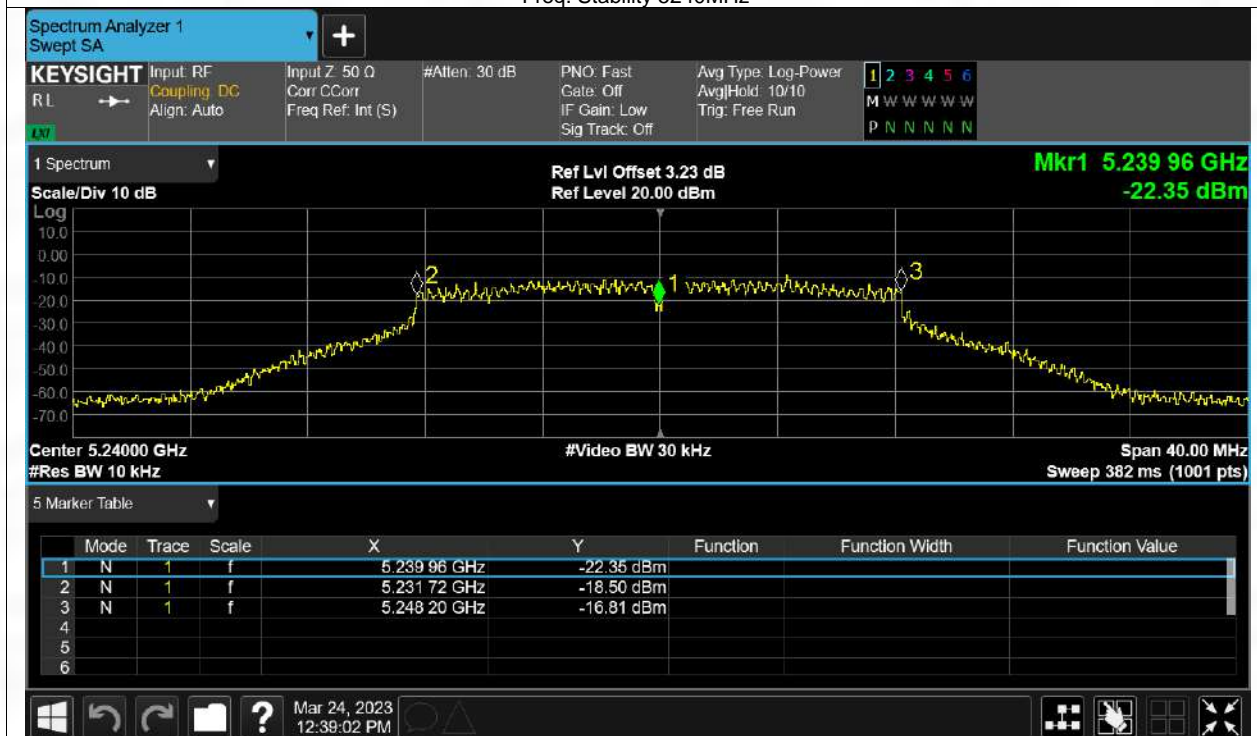 Freq. Stability 5240MHz
Spectrum Analyzer 1
Swept SA
KEYSIGHT Input: RF Input Z: 50 Ω #Atten: 30 dB PNO: Fast Avg Type: Log-Power 1 2 3 4 5 6
RL Coupling: DC Corr CCorr Gate: Off Avg|Hold: 10/10 M W W W W W
Align: Auto Freq Ref: Int (S) IF Gain: Low Trig: Free Run
LXI Sig Track: Off P N N N N N
1 Spectrum Ref Lvl Offset 3.23 dB Mkr1 5.239 96 GHz
Scale/Div 10 dB Ref Level 20.00 dBm -22.35 dBm
Log
10.0
0.00
-10.0
-20.0
-30.0
-40.0
-50.0
-60.0
-70.0
2
1
3
Center 5.24000 GHz #Video BW 30 kHz Span 40.00 MHz
#Res BW 10 kHz Sweep 382 ms (1001 pts)
5 Marker Table
Mode Trace Scale X Y Function Function Width Function Value
1 N 1 f 5.239 96 GHz -22.35 dBm
2 N 1 f 5.231 72 GHz -18.50 dBm
3 N 1 f 5.248 20 GHz -16.81 dBm
4
5
6
? Mar 24, 2023
12:39:02 PM